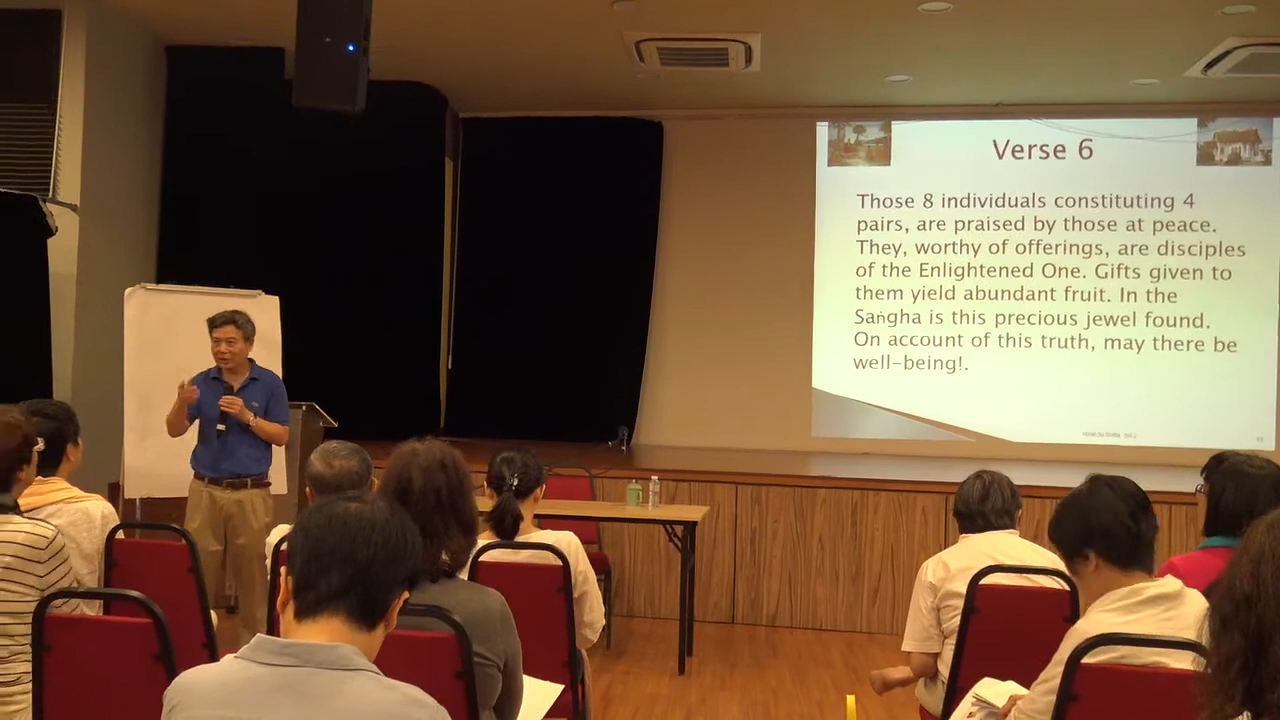 Verse 6
Those 8 individuals constituting 4
pairs, are praised by those at peace.
They, worthy of offerings, are disciples
of the Enlightened One. Gifts given to
them yield abundant fruit. In the
Saṅgha is this precious jewel found.
On account of this truth, may there be
well-being!.